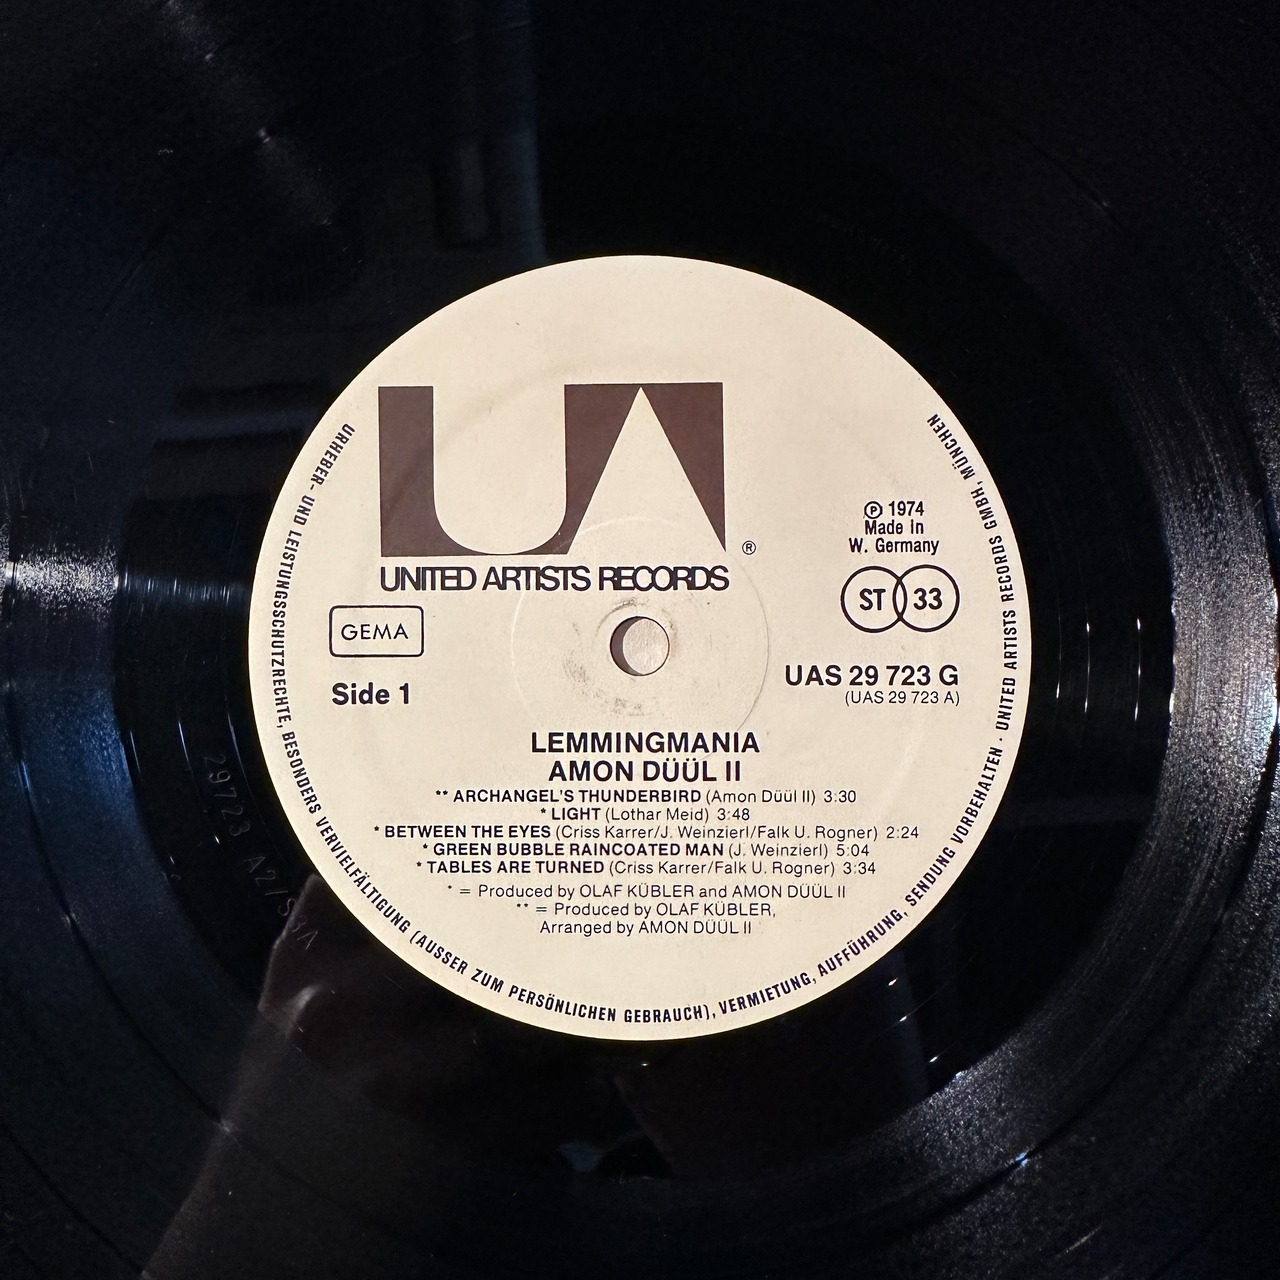 UA
®
UNITED ARTISTS RECORDS
℗ 1974
Made in
W. Germany
ST 33
GEMA
Side 1
UAS 29 723 G
(UAS 29 723 A)
LEMMINGMANIA
AMON DÜÜL II
** ARCHANGEL'S THUNDERBIRD (Amon Düül II) 3:30
* LIGHT (Lothar Meid) 3:48
* BETWEEN THE EYES (Criss Karrer/J. Weinzierl/Falk U. Rogner) 2:24
* GREEN BUBBLE RAINCOATED MAN (J. Weinzierl) 5:04
* TABLES ARE TURNED (Criss Karrer/Falk U. Rogner) 3:34
* = Produced by OLAF KÜBLER and AMON DÜÜL II
** = Produced by OLAF KÜBLER,
Arranged by AMON DÜÜL II
URHEBER- UND LEISTUNGSSCHUTZRECHTE, BESONDERS VERVIELFÄLTIGUNG (AUSSER ZUM PERSÖNLICHEN GEBRAUCH), VERMIETUNG, AUFFÜHRUNG, SENDUNG VORBEHALTEN · UNITED ARTISTS RECORDS GMBH, MÜNCHEN
29723 A2/S